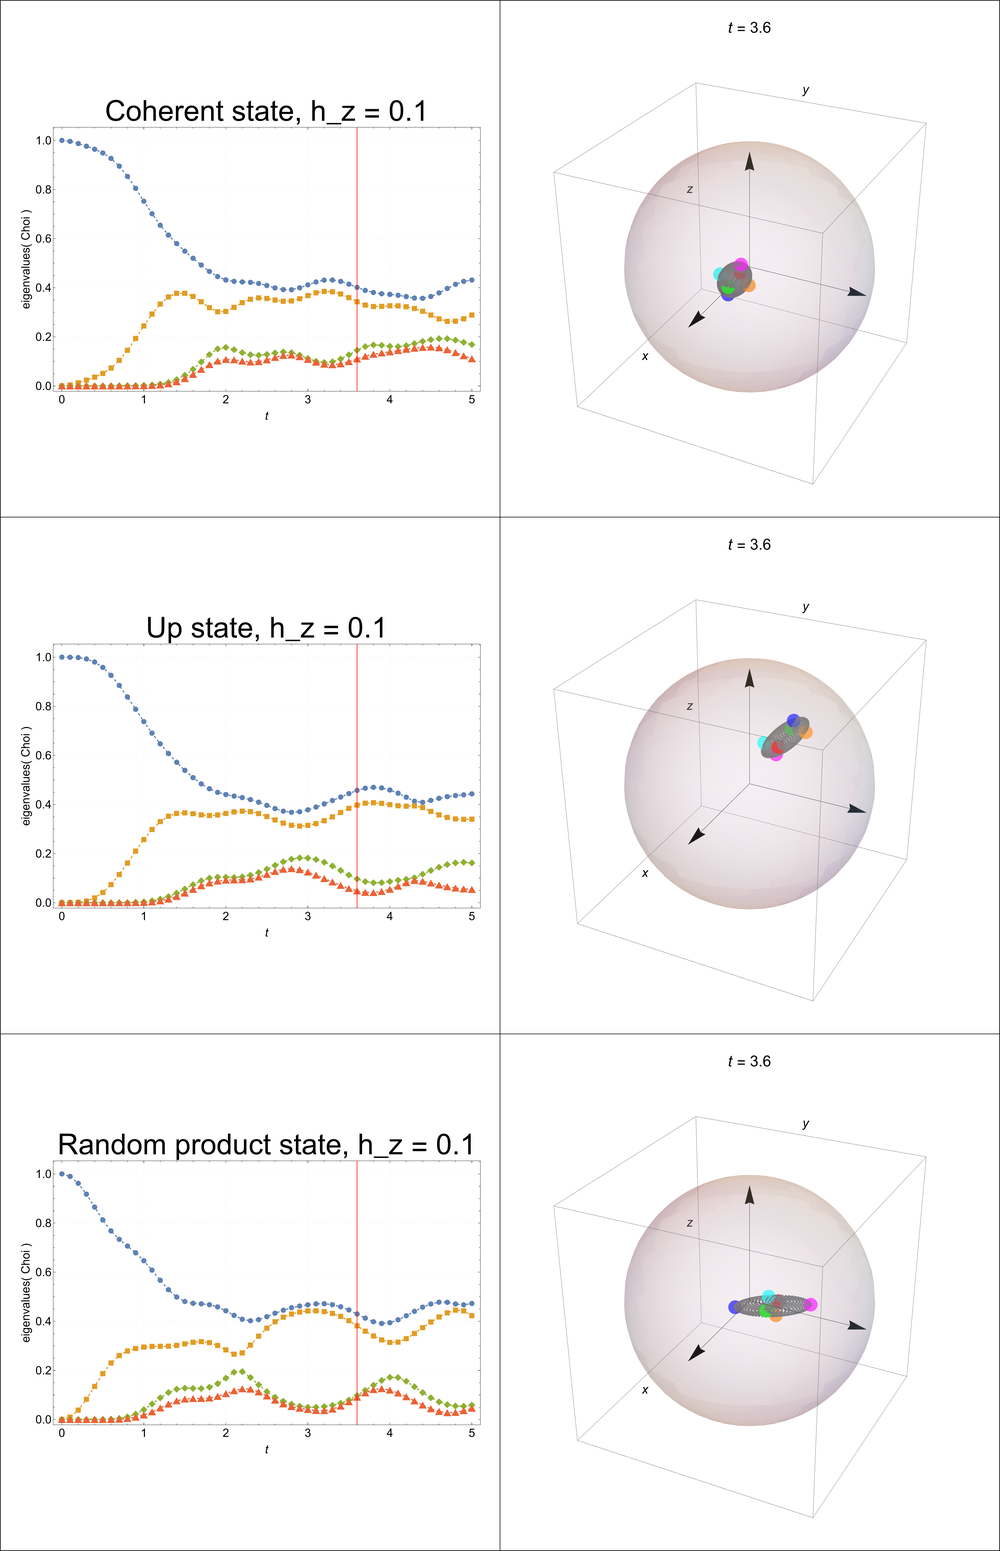 t = 3.6
Coherent state, h_z = 0.1
eigenvalues( Choi )
1.0
0.8
0.6
0.4
0.2
0.0
0 1 2 3 4 5
t
y
z
x
t = 3.6
Up state, h_z = 0.1
eigenvalues( Choi )
1.0
0.8
0.6
0.4
0.2
0.0
0 1 2 3 4 5
t
y
z
x
t = 3.6
Random product state, h_z = 0.1
eigenvalues( Choi )
1.0
0.8
0.6
0.4
0.2
0.0
0 1 2 3 4 5
t
y
z
x